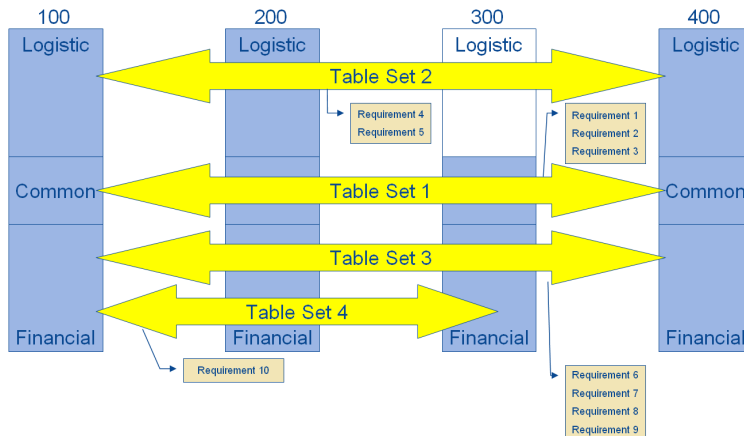 100 200 300 400
Logistic Logistic Logistic Logistic
Table Set 2
Requirement 4
Requirement 5
Requirement 1
Requirement 2
Requirement 3
Common Table Set 1 Common
Table Set 3
Table Set 4
Financial Financial Financial Financial
Requirement 10
Requirement 6
Requirement 7
Requirement 8
Requirement 9